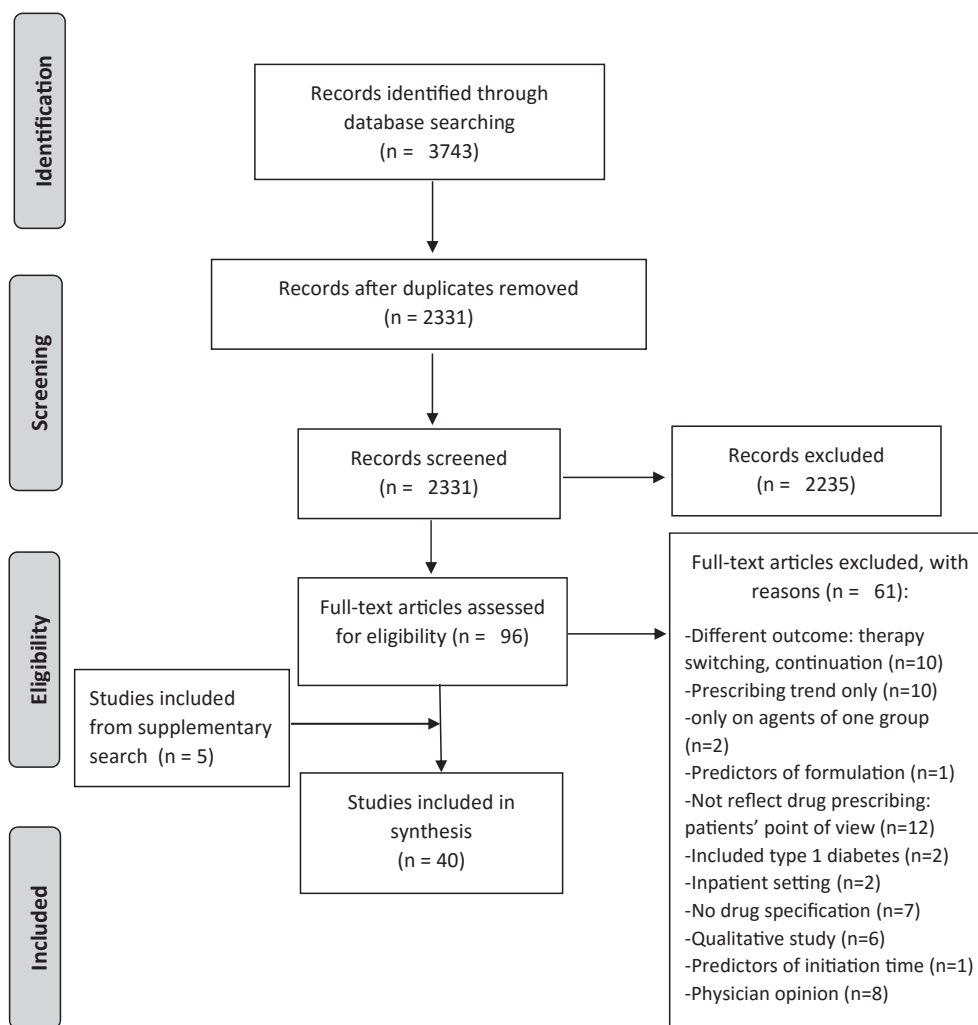 Identification
Records identified through
database searching
(n = 3743)
Records after duplicates removed
(n = 2331)
Screening
Records screened
(n = 2331)
Records excluded
(n = 2235)
Eligibility
Full-text articles assessed
for eligibility (n = 96)
Full-text articles excluded, with
reasons (n = 61):
-Different outcome: therapy
switching, continuation (n=10)
-Prescribing trend only (n=10)
-only on agents of one group
(n=2)
-Predictors of formulation (n=1)
-Not reflect drug prescribing:
patients’ point of view (n=12)
-Included type 1 diabetes (n=2)
-Inpatient setting (n=2)
-No drug specification (n=7)
-Qualitative study (n=6)
-Predictors of initiation time (n=1)
-Physician opinion (n=8)
Studies included
from supplementary
search (n = 5)
Included
Studies included in
synthesis
(n = 40)